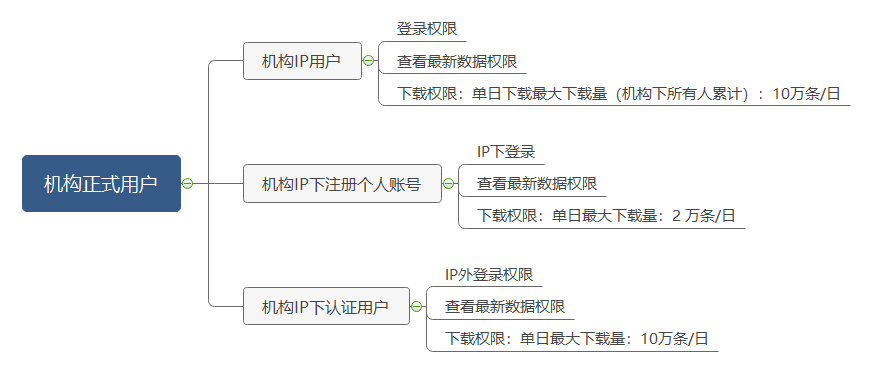 机构正式用户
机构IP用户
登录权限
查看最新数据权限
下载权限：单日下载最大下载量（机构下所有人累计）：10万条/日
机构IP下注册个人账号
IP下登录
查看最新数据权限
下载权限：单日最大下载量：2 万条/日
机构IP下认证用户
IP外登录权限
查看最新数据权限
下载权限：单日最大下载量：10万条/日